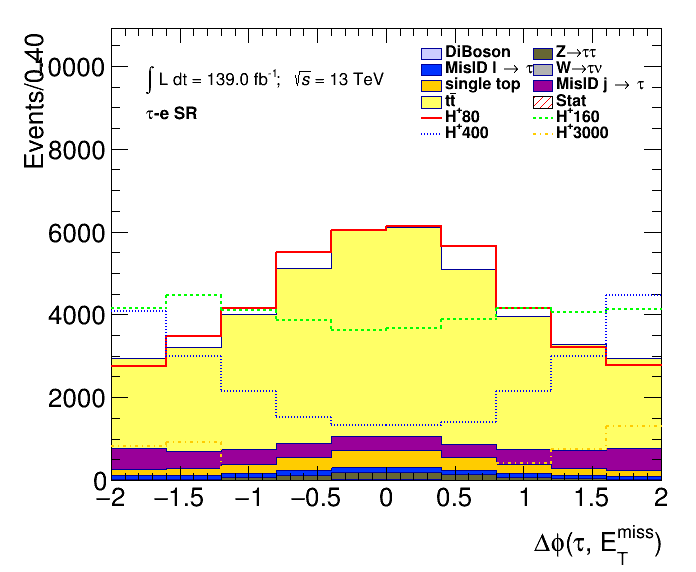 Events/0.40
∫ L dt = 139.0 fb⁻¹; √s = 13 TeV
τ-e SR
DiBoson Z→ττ
MisID l → τ W→τν
single top MisID j → τ
tt̄ Stat
H⁺80 H⁺160
H⁺400 H⁺3000
10000
8000
6000
4000
2000
0
−2 −1.5 −1 −0.5 0 0.5 1 1.5 2
Δϕ(τ, E_T^miss)